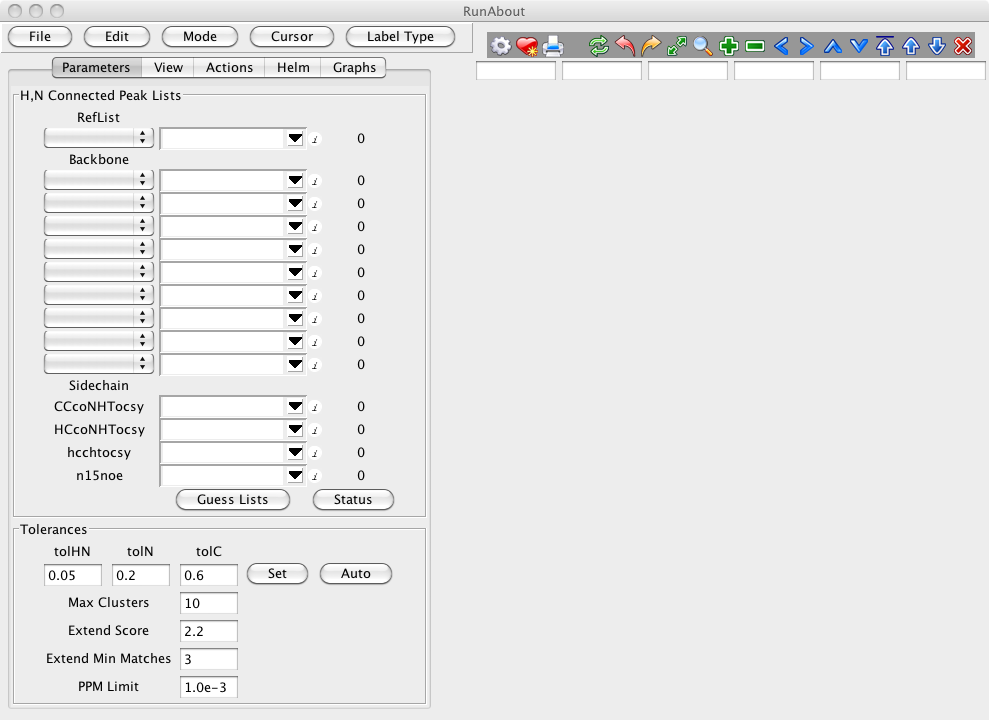 RunAbout
File Edit Mode Cursor Label Type
Parameters View Actions Helm Graphs
H,N Connected Peak Lists
RefList
i 0
Backbone
i 0
i 0
i 0
i 0
i 0
i 0
i 0
i 0
i 0
Sidechain
CCcoNHTocsy i 0
HCcoNHTocsy i 0
hcchtocsy i 0
n15noe i 0
Guess Lists Status
Tolerances
tolHN tolN tolC
0.05 0.2 0.6 Set Auto
Max Clusters 10
Extend Score 2.2
Extend Min Matches 3
PPM Limit 1.0e-3